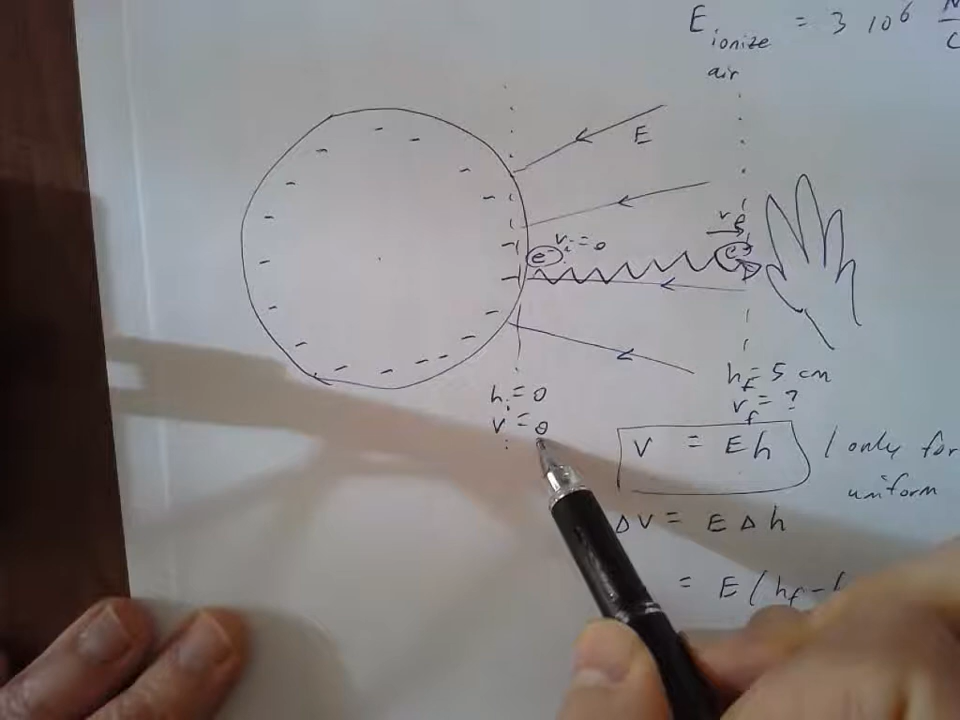 E ionize air = 3 10⁶ N/C
E
vᵢ = 0
e⁻
v_f
e⁻
hᵢ = 0
vᵢ = 0
h_f = 5 cm
v_f = ?
V = Eh / only for
uniform
ΔV = E Δh
= E (h_f -